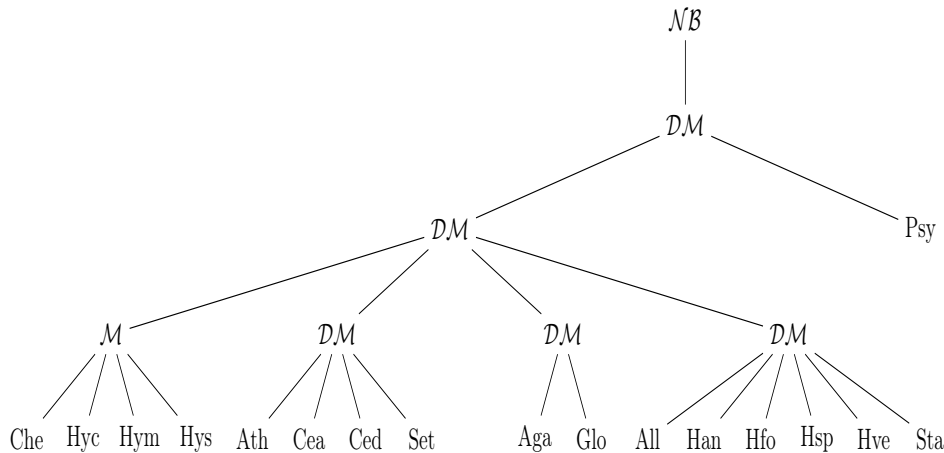 𝒩ℬ
𝒟ℳ
𝒟ℳ Psy
ℳ 𝒟ℳ 𝒟ℳ 𝒟ℳ
Che Hyc Hym Hys Ath Cea Ced Set Aga Glo All Han Hfo Hsp Hve Sta